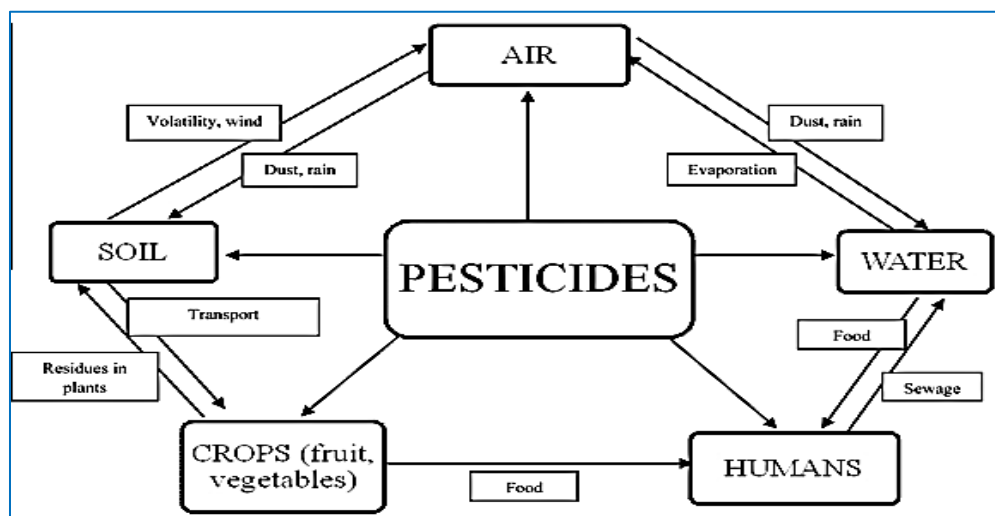 AIR
Volatility, wind
Dust, rain
Dust, rain
Evaporation
SOIL
PESTICIDES
WATER
Transport
Food
Residues in
plants
Sewage
CROPS (fruit,
vegetables)
Food
HUMANS